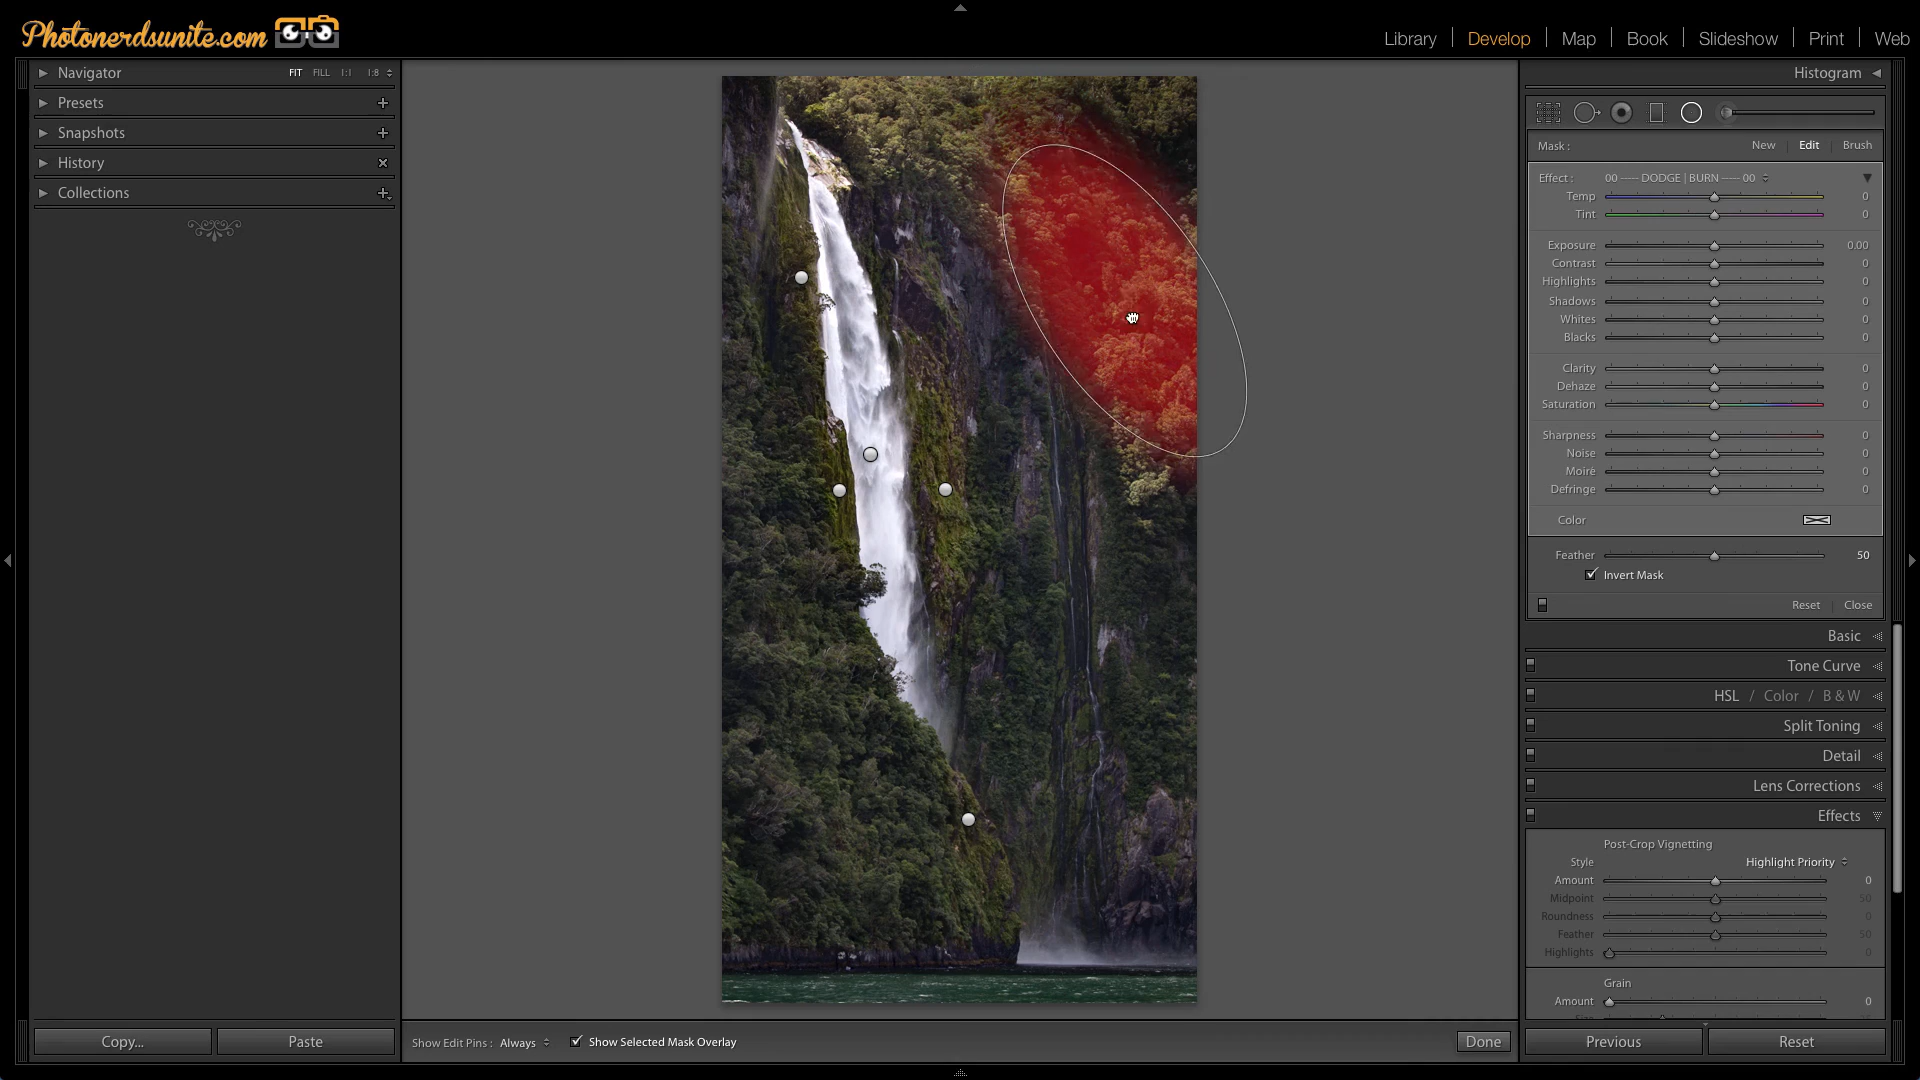 Photonerdsunite.com
Library | Develop | Map | Book | Slideshow | Print | Web
Navigator FIT FILL 1:1 1:8
Presets
Snapshots
History
Collections
Histogram
Mask : New Edit Brush
Effect : 00 ----- DODGE | BURN ----- 00
Temp 0
Tint 0
Exposure 0.00
Contrast 0
Highlights 0
Shadows 0
Whites 0
Blacks 0
Clarity 0
Dehaze 0
Saturation 0
Sharpness 0
Noise 0
Moiré 0
Defringe 0
Color
Feather 50
Invert Mask
Reset Close
Basic
Tone Curve
HSL / Color / B & W
Split Toning
Detail
Lens Corrections
Effects
Post-Crop Vignetting
Style Highlight Priority
Amount 0
Midpoint 50
Roundness 0
Feather 50
Highlights 0
Grain
Amount 0
Copy... Paste
Show Edit Pins : Always Show Selected Mask Overlay Done
Previous Reset